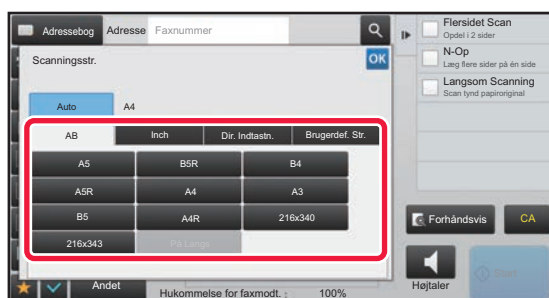 Adressebog Adresse Faxnummer
Scanningsstr. OK
Auto A4
AB Inch Dir. Indtastn. Brugerdef. Str.
A5 B5R B4
A5R A4 A3
B5 A4R 216x340
216x343 På Langs
Andet
Hukommelse for faxmodt. : 100%
Flersidet Scan
Opdel i 2 sider
N-Op
Læg flere sider på én side
Langsom Scanning
Scan tynd papiroriginal
Forhåndsvis CA
Højtaler Start